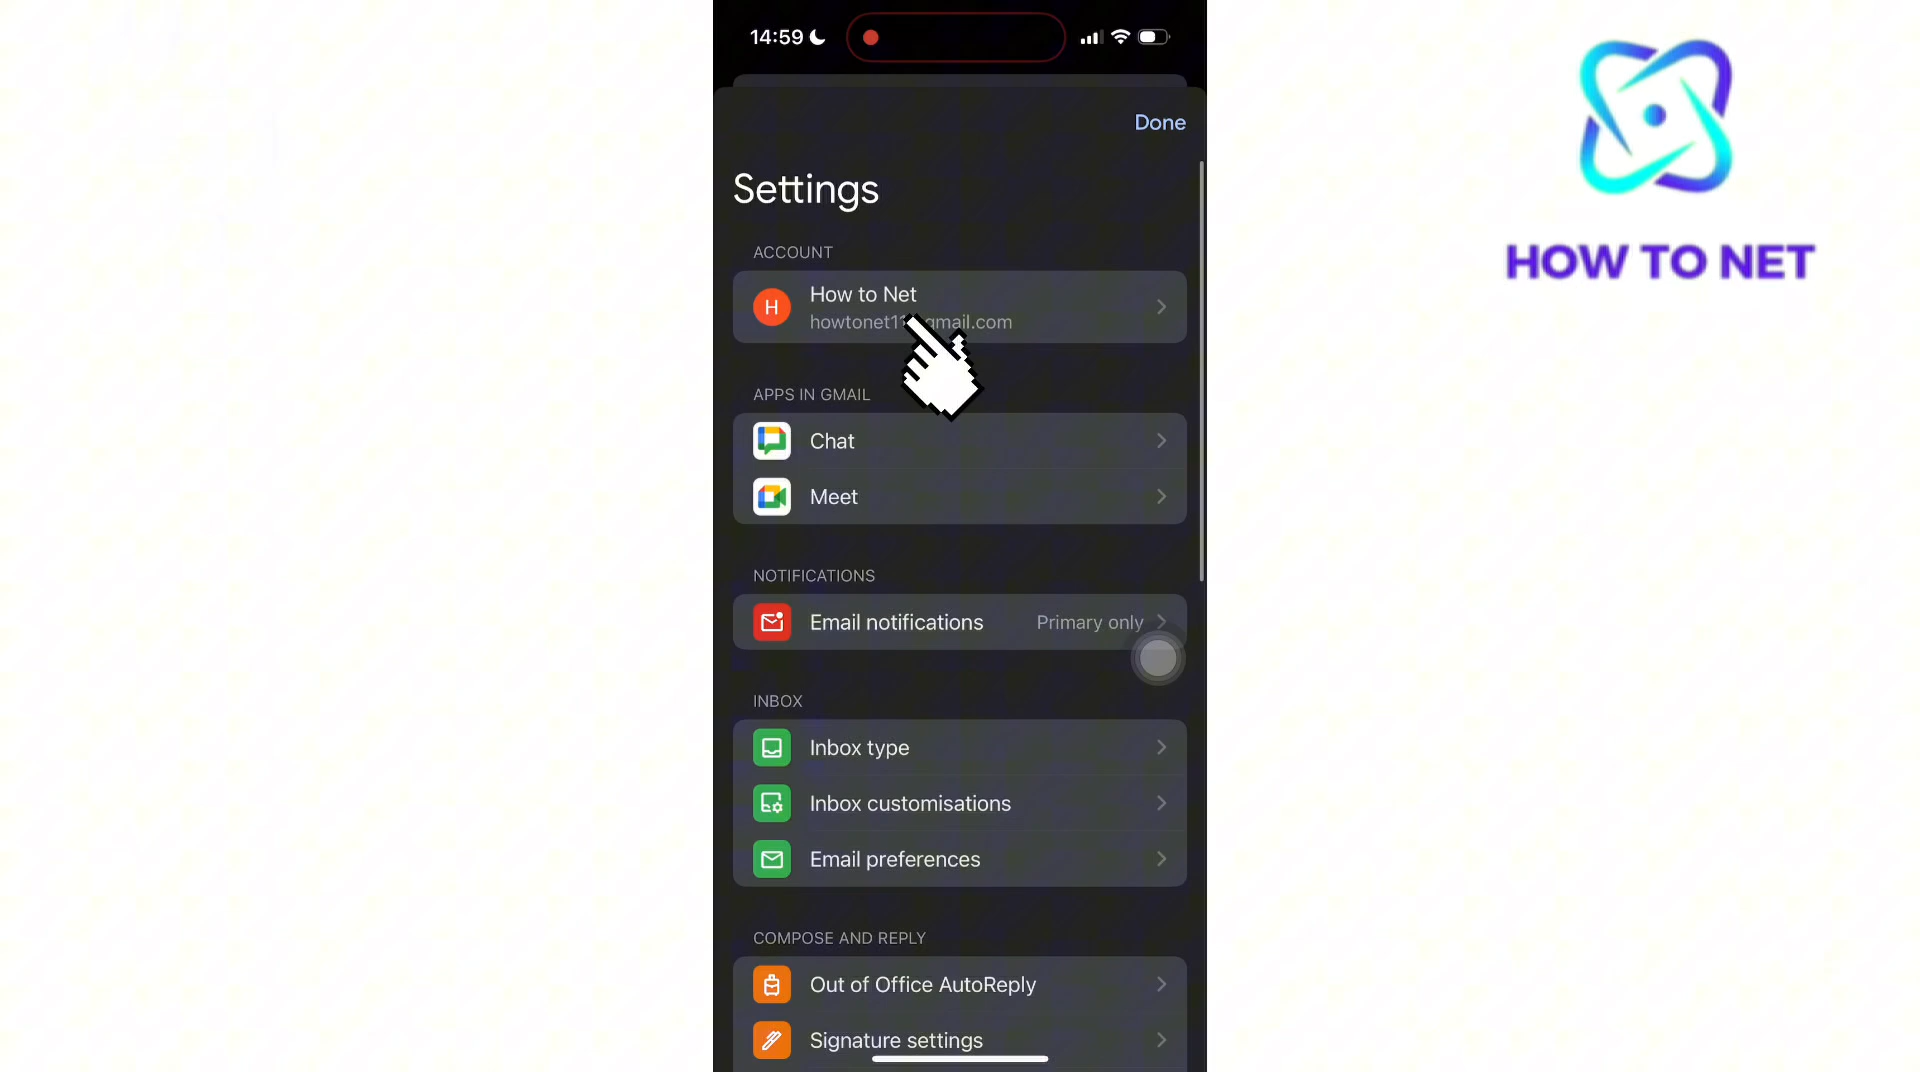 14:59
Done
Settings
ACCOUNT
H
How to Net
gmail.com
APPS IN GMAIL
Chat
Meet
NOTIFICATIONS
Email notifications Primary only
INBOX
Inbox type
Inbox customisations
Email preferences
COMPOSE AND REPLY
Out of Office AutoReply
Signature settings
HOW TO NET